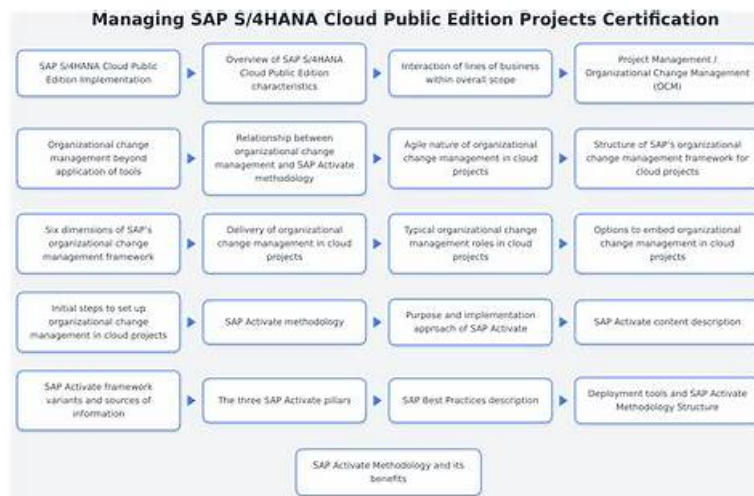 Managing SAP S/4HANA Cloud Public Edition Projects Certification
SAP S/4HANA Cloud Public
Edition Implementation
Overview of SAP S/4HANA
Cloud Public Edition
characteristics
Interaction of lines of business
within overall scope
Project Management /
Organizational Change Management
(OCM)
Organizational change
management beyond
application of tools
Relationship between
organizational change
management and SAP Activate
methodology
Agile nature of organizational
change management in cloud
projects
Structure of SAP's organizational
change management framework for
cloud projects
Six dimensions of SAP's
organizational change
management framework
Delivery of organizational
change management in cloud
projects
Typical organizational change
management roles in cloud
projects
Options to embed organizational
change management in cloud
projects
Initial steps to set up
organizational change
management in cloud projects
SAP Activate methodology
Purpose and implementation
approach of SAP Activate
SAP Activate content description
SAP Activate framework
variants and sources of
information
The three SAP Activate pillars
SAP Best Practices description
Deployment tools and SAP Activate
Methodology Structure
SAP Activate Methodology and its
benefits